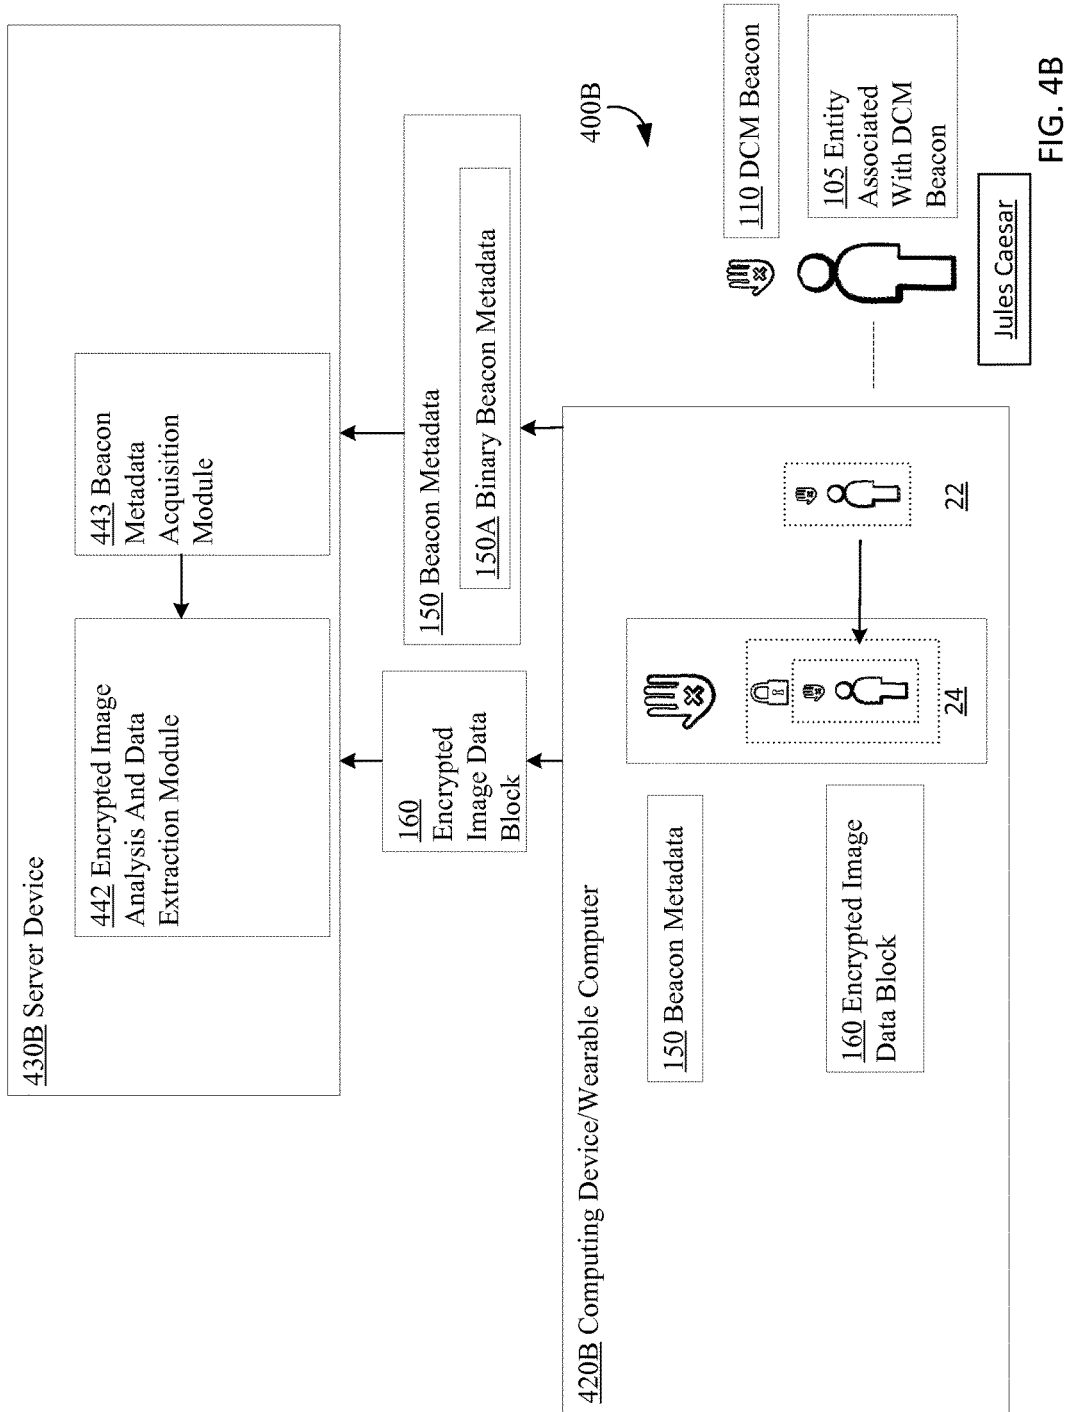 430B Server Device
442 Encrypted Image
Analysis And Data
Extraction Module
443 Beacon
Metadata
Acquisition
Module
160
Encrypted
Image Data
Block
150 Beacon Metadata
150A Binary Beacon Metadata
420B Computing Device/Wearable Computer
150 Beacon Metadata
160 Encrypted Image
Data Block
24
22
400B
110 DCM Beacon
105 Entity
Associated
With DCM
Beacon
Jules Caesar
FIG. 4B